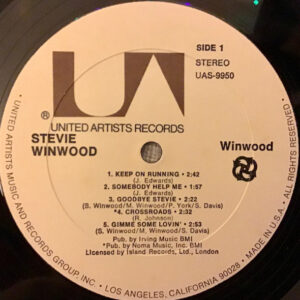 UA
SIDE 1
STEREO
UAS-9950
®
UNITED ARTISTS RECORDS
STEVIE
WINWOOD
Winwood
1. KEEP ON RUNNING • 2:42
(J. Edwards)
2. SOMEBODY HELP ME • 1:57
(J. Edwards)
3. GOODBYE STEVIE • 2:22
(S. Winwood/M. Winwood/P. York/S. Davis)
*4. CROSSROADS • 2:32
(R. Johnson)
5. GIMME SOME LOVIN' • 2:53
(S. Winwood/M. Winwood/S. Davis)
Pub. by Irving Music BMI
*Pub. by Noma Music, Inc. BMI
Licensed by Island Records, Ltd., London
• UNITED ARTISTS MUSIC AND RECORDS GROUP, INC. • LOS ANGELES, CALIFORNIA 90028 • MADE IN U.S.A. • ALL RIGHTS RESERVED •